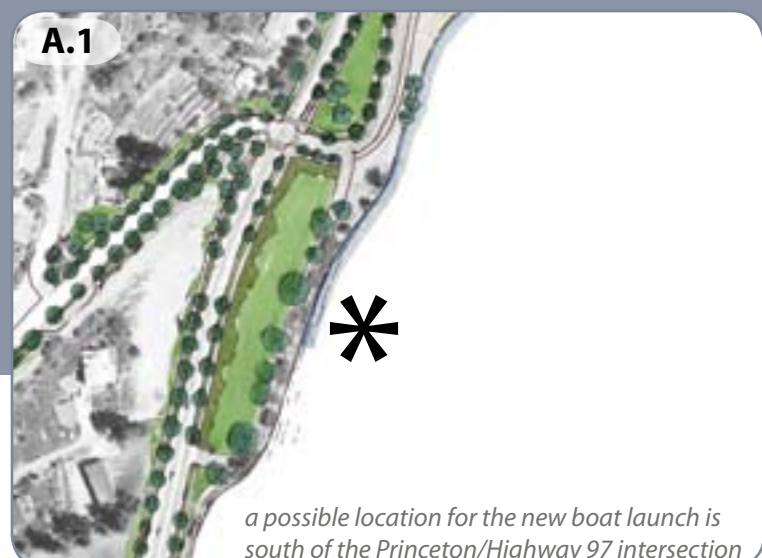 A.1
*
a possible location for the new boat launch is
south of the Princeton/Highway 97 intersection